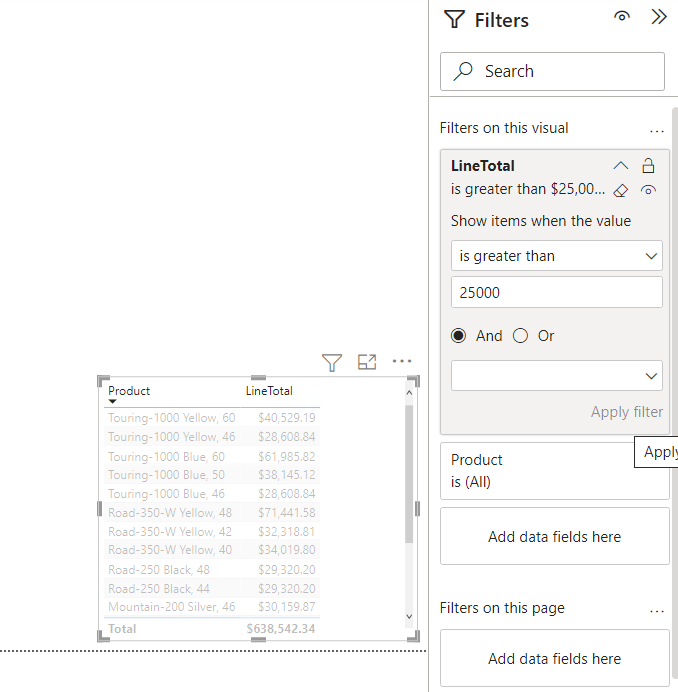 Filters
Search
Filters on this visual
...
LineTotal
is greater than $25,00...
Show items when the value
is greater than
25000
And
Or
Apply filter
Apply
Product
is (All)
Add data fields here
Filters on this page
...
Add data fields here
Product LineTotal
Touring-1000 Yellow, 60 $40,529.19
Touring-1000 Yellow, 46 $28,608.84
Touring-1000 Blue, 60 $61,985.82
Touring-1000 Blue, 50 $38,145.12
Touring-1000 Blue, 46 $28,608.84
Road-350-W Yellow, 48 $71,441.58
Road-350-W Yellow, 42 $32,318.81
Road-350-W Yellow, 40 $34,019.80
Road-250 Black, 48 $29,320.20
Road-250 Black, 44 $29,320.20
Mountain-200 Silver, 46 $30,159.87
Total $638,542.34